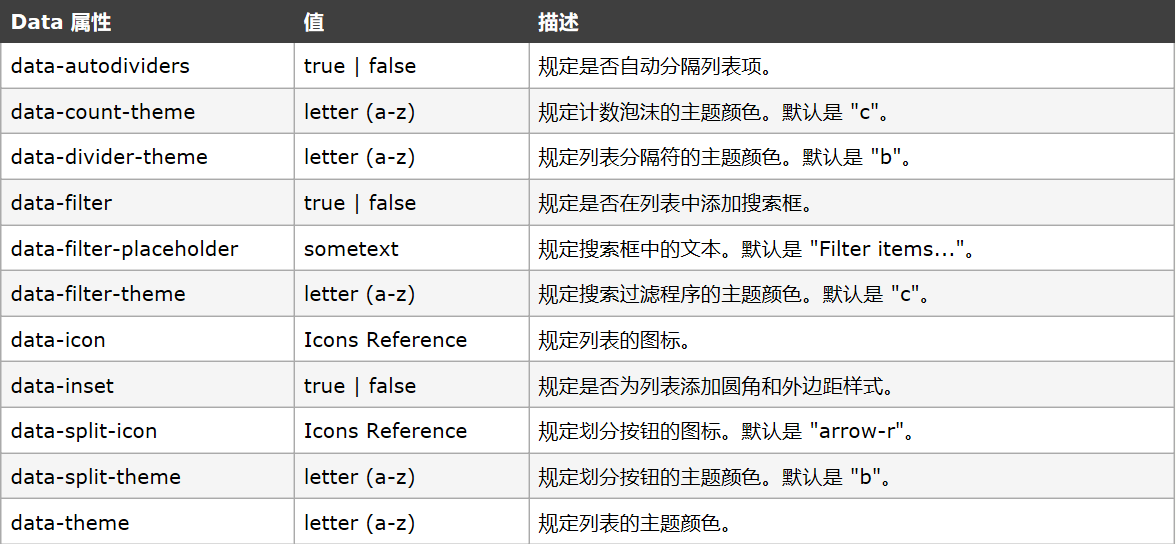 Data 属性 值 描述
data-autodividers true | false 规定是否自动分隔列表项。
data-count-theme letter (a-z) 规定计数泡沫的主题颜色。默认是 "c"。
data-divider-theme letter (a-z) 规定列表分隔符的主题颜色。默认是 "b"。
data-filter true | false 规定是否在列表中添加搜索框。
data-filter-placeholder sometext 规定搜索框中的文本。默认是 "Filter items..."。
data-filter-theme letter (a-z) 规定搜索过滤程序的主题颜色。默认是 "c"。
data-icon Icons Reference 规定列表的图标。
data-inset true | false 规定是否为列表添加圆角和外边距样式。
data-split-icon Icons Reference 规定划分按钮的图标。默认是 "arrow-r"。
data-split-theme letter (a-z) 规定划分按钮的主题颜色。默认是 "b"。
data-theme letter (a-z) 规定列表的主题颜色。